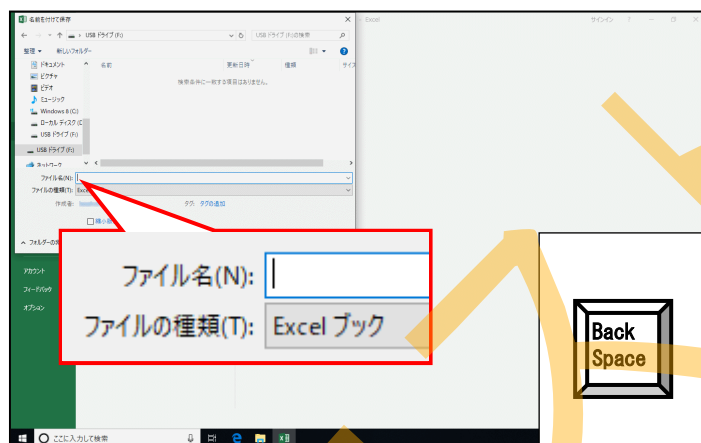 名前を付けて保存
Excel
サインイン ? － □ ×
← → ↑ USB ドライブ (F:)
USB ドライブ (F:)の検索
整理 ▼ 新しいフォルダー
ドキュメント
ピクチャ
ビデオ
ミュージック
Windows 8 (C:)
ローカル ディスク (C
USB ドライブ (F:)
USB ドライブ (F:)
ネットワーク
名前 更新日時 種類 サイズ
検索条件に一致する項目はありません。
ファイル名(N):
ファイルの種類(T): Exce
作成者:
タグ: タグの追加
フォルダーの
アカウント
フィードバック
オプション
ファイル名(N):
ファイルの種類(T): Excel ブック
Back
Space
ここに入力して検索